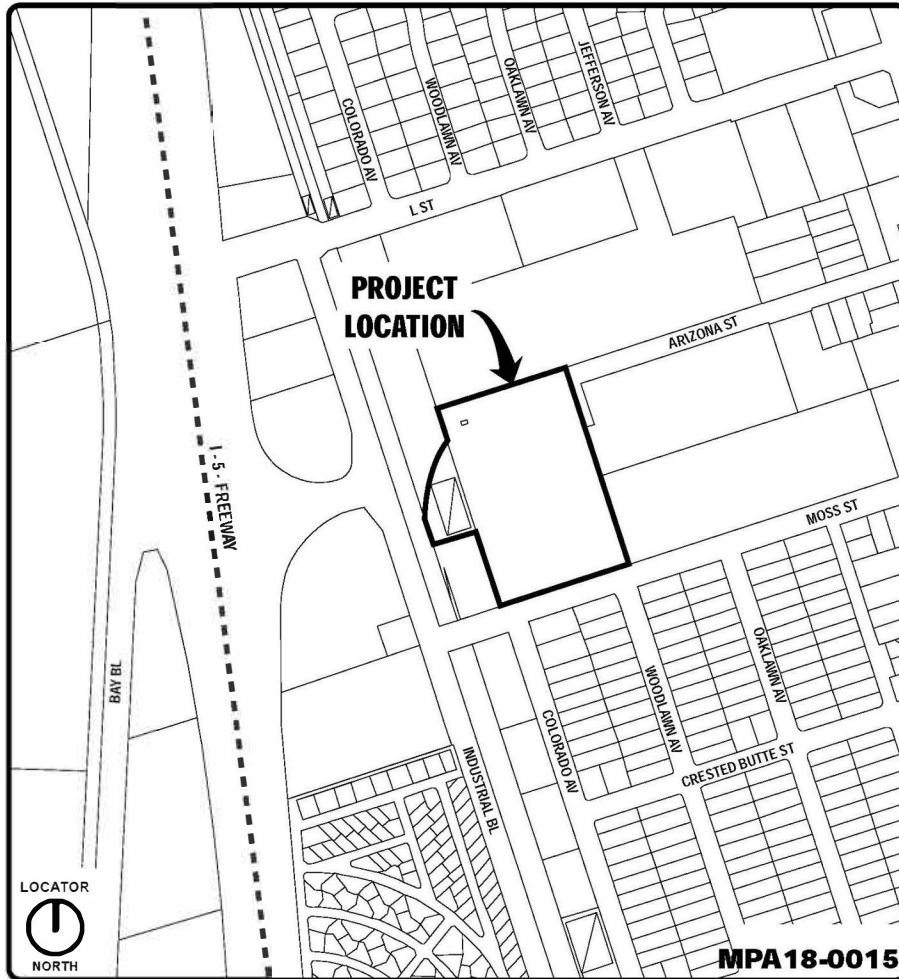 COLORADO AV
WOODLAWN AV
OAKLAWN AV
JEFFERSON AV
L ST
PROJECT
LOCATION
ARIZONA ST
I - 5 - FREEWAY
MOSS ST
BAY BL
INDUSTRIAL BL
COLORADO AV
WOODLAWN AV
OAKLAWN AV
CRESTED BUTTE ST
LOCATOR
NORTH
MPA18-0015